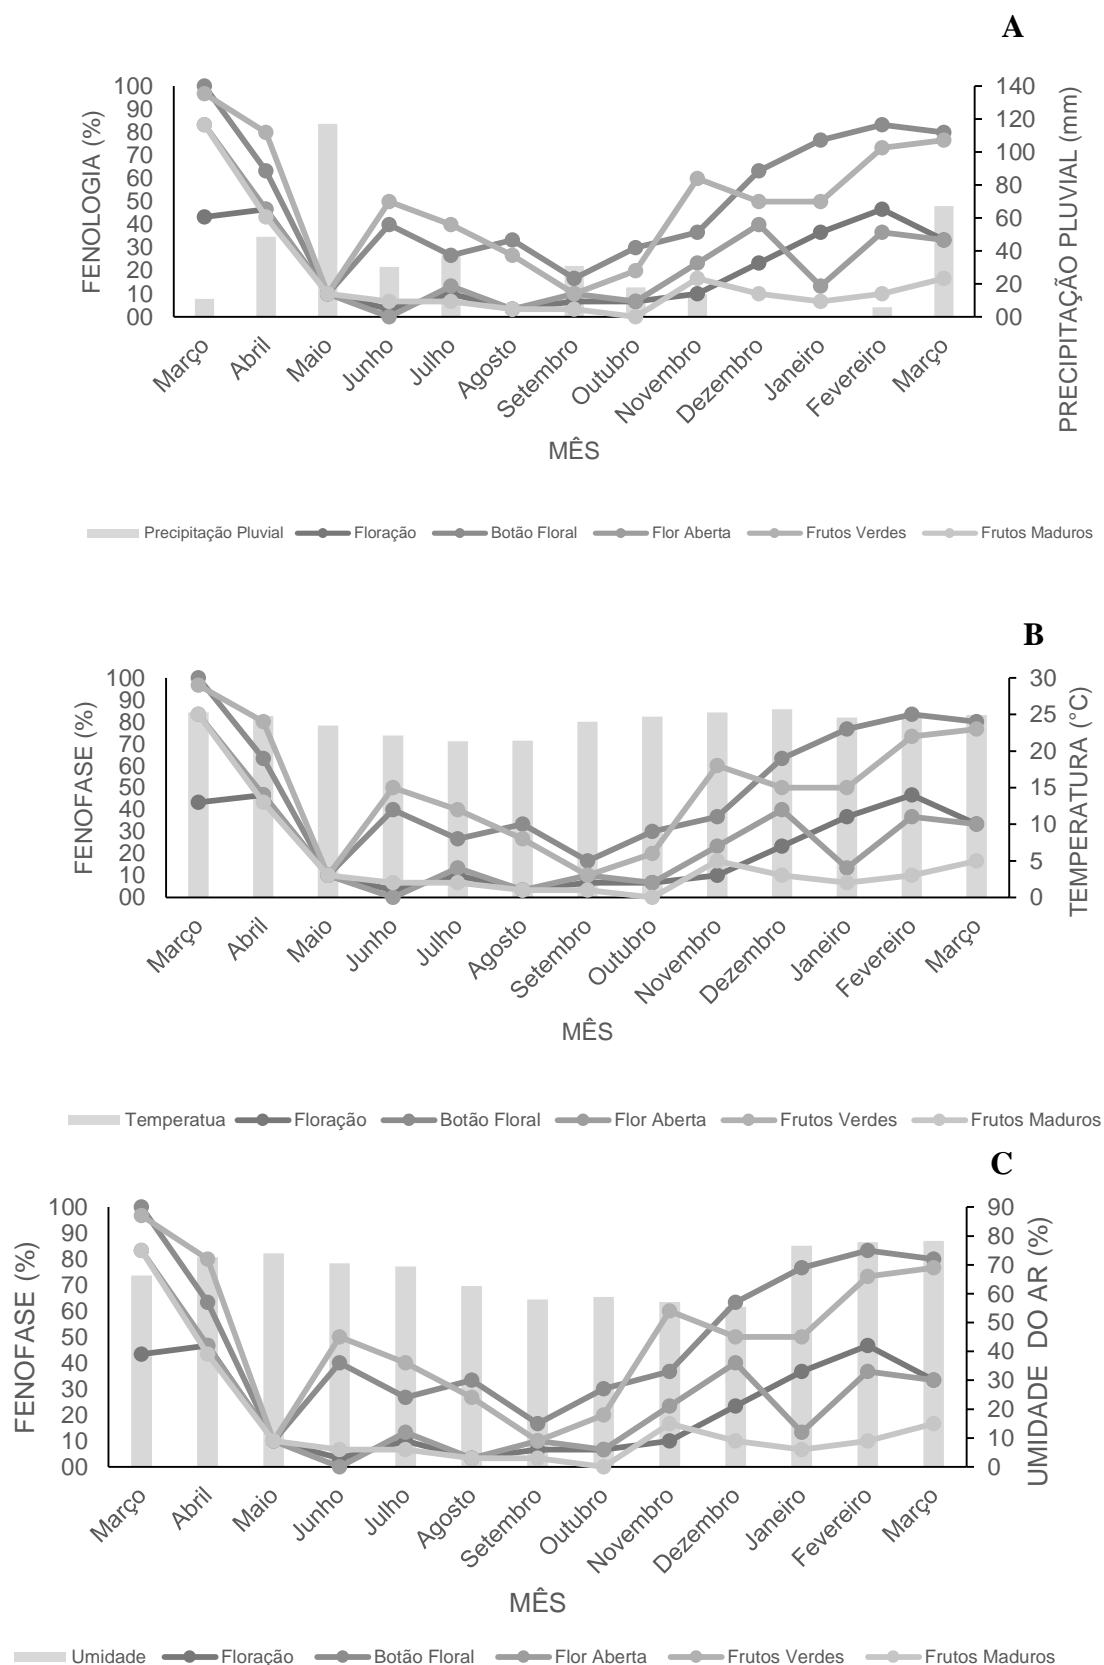 A
FENOLOGIA (%)
100
90
80
70
60
50
40
30
20
10
00
140
120
100
80
60
40
20
00
PRECIPITAÇÃO PLUVIAL (mm)
Março
Abril
Maio
Junho
Julho
Agosto
Setembro
Outubro
Novembro
Dezembro
Janeiro
Fevereiro
Março
MÊS
Precipitação Pluvial Floração Botão Floral Flor Aberta Frutos Verdes Frutos Maduros
B
FENOFASE (%)
100
90
80
70
60
50
40
30
20
10
00
30
25
20
15
10
5
0
TEMPERATURA (°C)
Março
Abril
Maio
Junho
Julho
Agosto
Setembro
Outubro
Novembro
Dezembro
Janeiro
Fevereiro
Março
MÊS
Temperatua Floração Botão Floral Flor Aberta Frutos Verdes Frutos Maduros
C
FENOFASE (%)
100
90
80
70
60
50
40
30
20
10
00
90
80
70
60
50
40
30
20
10
0
UMIDADE DO AR (%)
Março
Abril
Maio
Junho
Julho
Agosto
Setembro
Outubro
Novembro
Dezembro
Janeiro
Fevereiro
Março
MÊS
Umidade Floração Botão Floral Flor Aberta Frutos Verdes Frutos Maduros